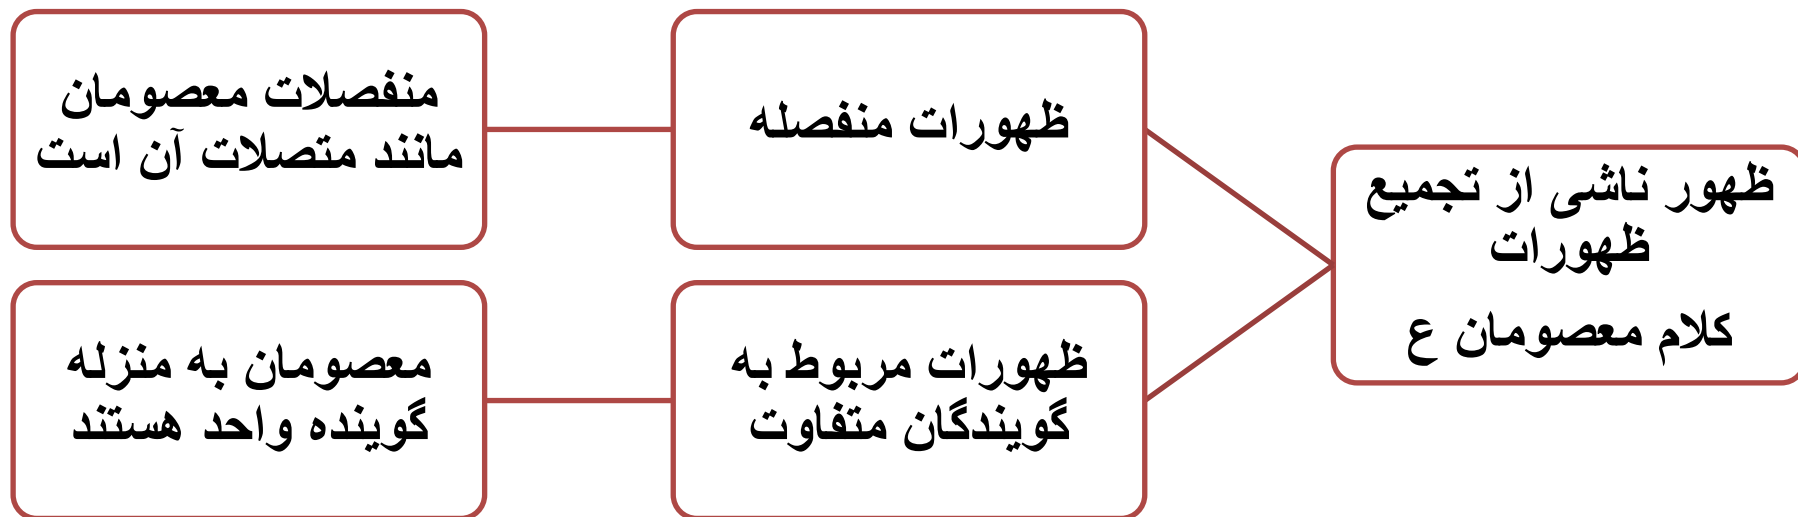 ظهور ناشی از تجمیع
ظهورات
کلام معصومان ع
ظهورات منفصله
منفصلات معصومان
مانند متصلات آن است
ظهورات مربوط به
گویندگان متفاوت
معصومان به منزله
گوینده واحد هستند